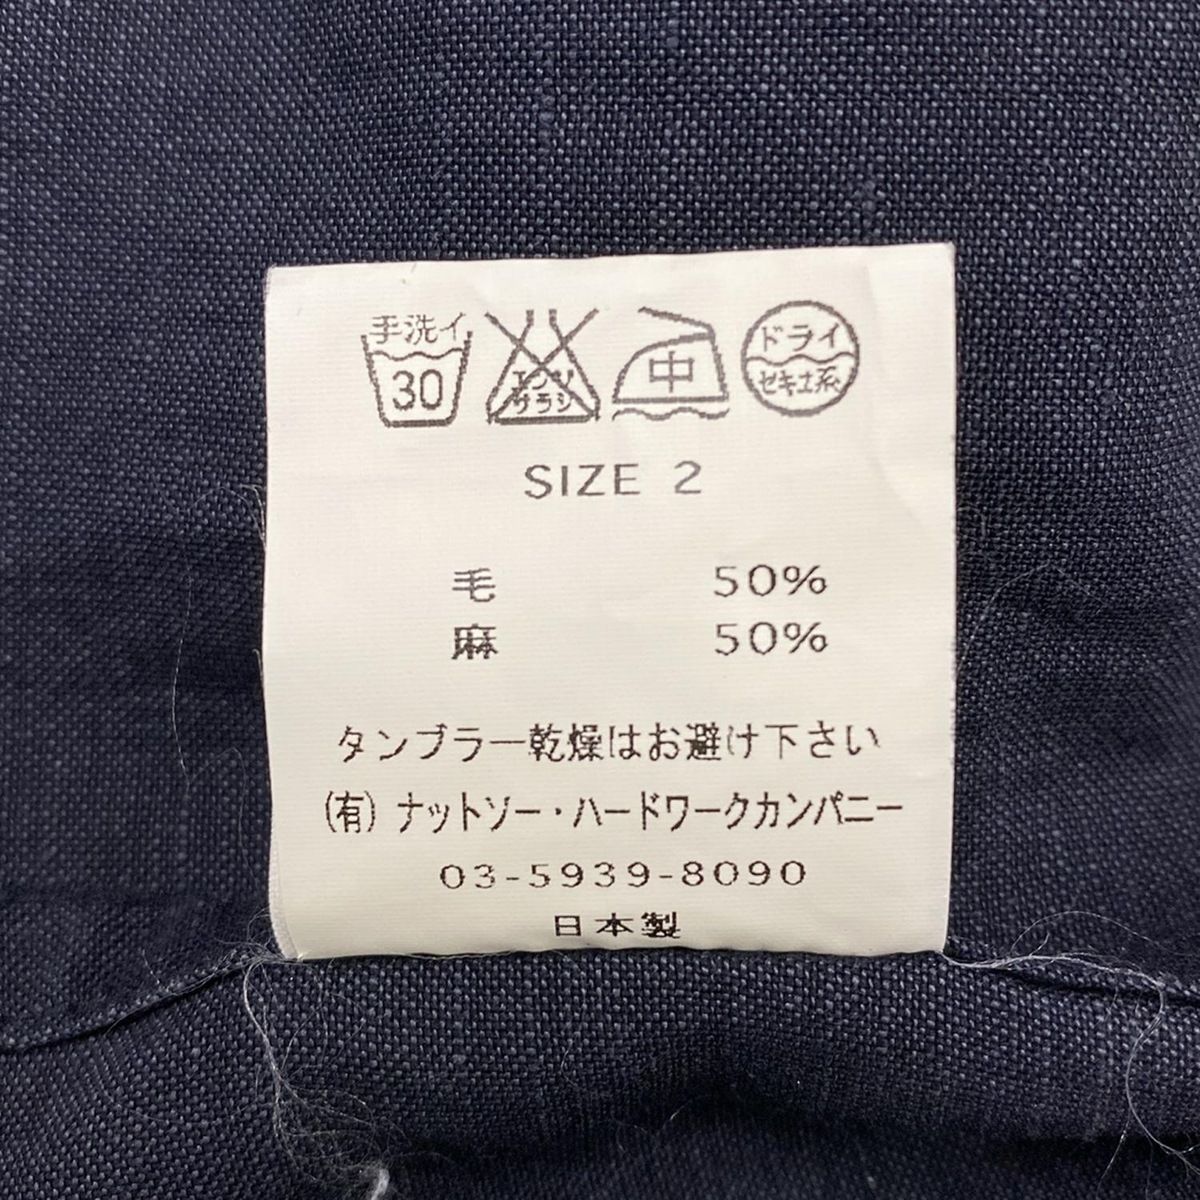 手洗イ
30
エンソ
サラシ
中
ドライ
セキユ系
SIZE 2
毛 50%
麻 50%
タンブラー乾燥はお避け下さい
(有)ナットソー・ハードワークカンパニー
03-5939-8090
日本製